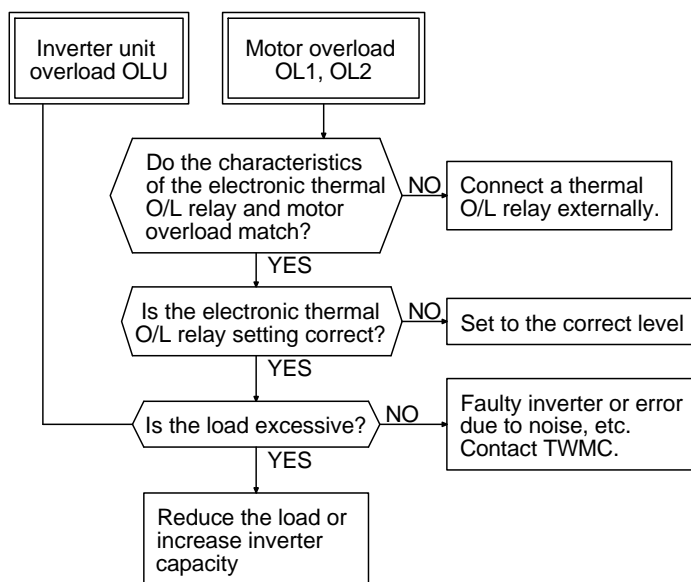 Inverter unit
overload OLU
Motor overload
OL1, OL2
Do the characteristics
of the electronic thermal
O/L relay and motor
overload match?
NO
Connect a thermal
O/L relay externally.
YES
Is the electronic thermal
O/L relay setting correct?
NO
Set to the correct level
YES
Is the load excessive?
NO
Faulty inverter or error
due to noise, etc.
Contact TWMC.
YES
Reduce the load or
increase inverter
capacity